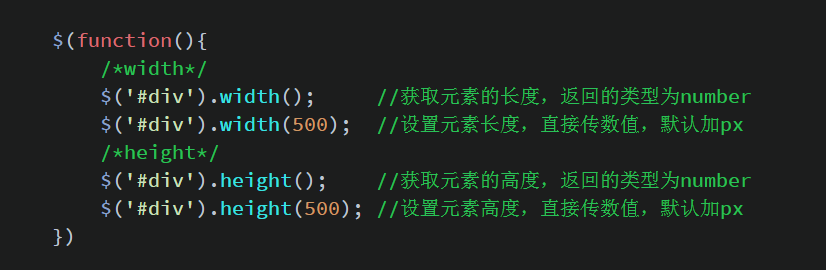 $(function(){
/*width*/
$('#div').width(); //获取元素的长度，返回的类型为number
$('#div').width(500); //设置元素长度，直接传数值，默认加px
/*height*/
$('#div').height(); //获取元素的高度，返回的类型为number
$('#div').height(500); //设置元素高度，直接传数值，默认加px
})